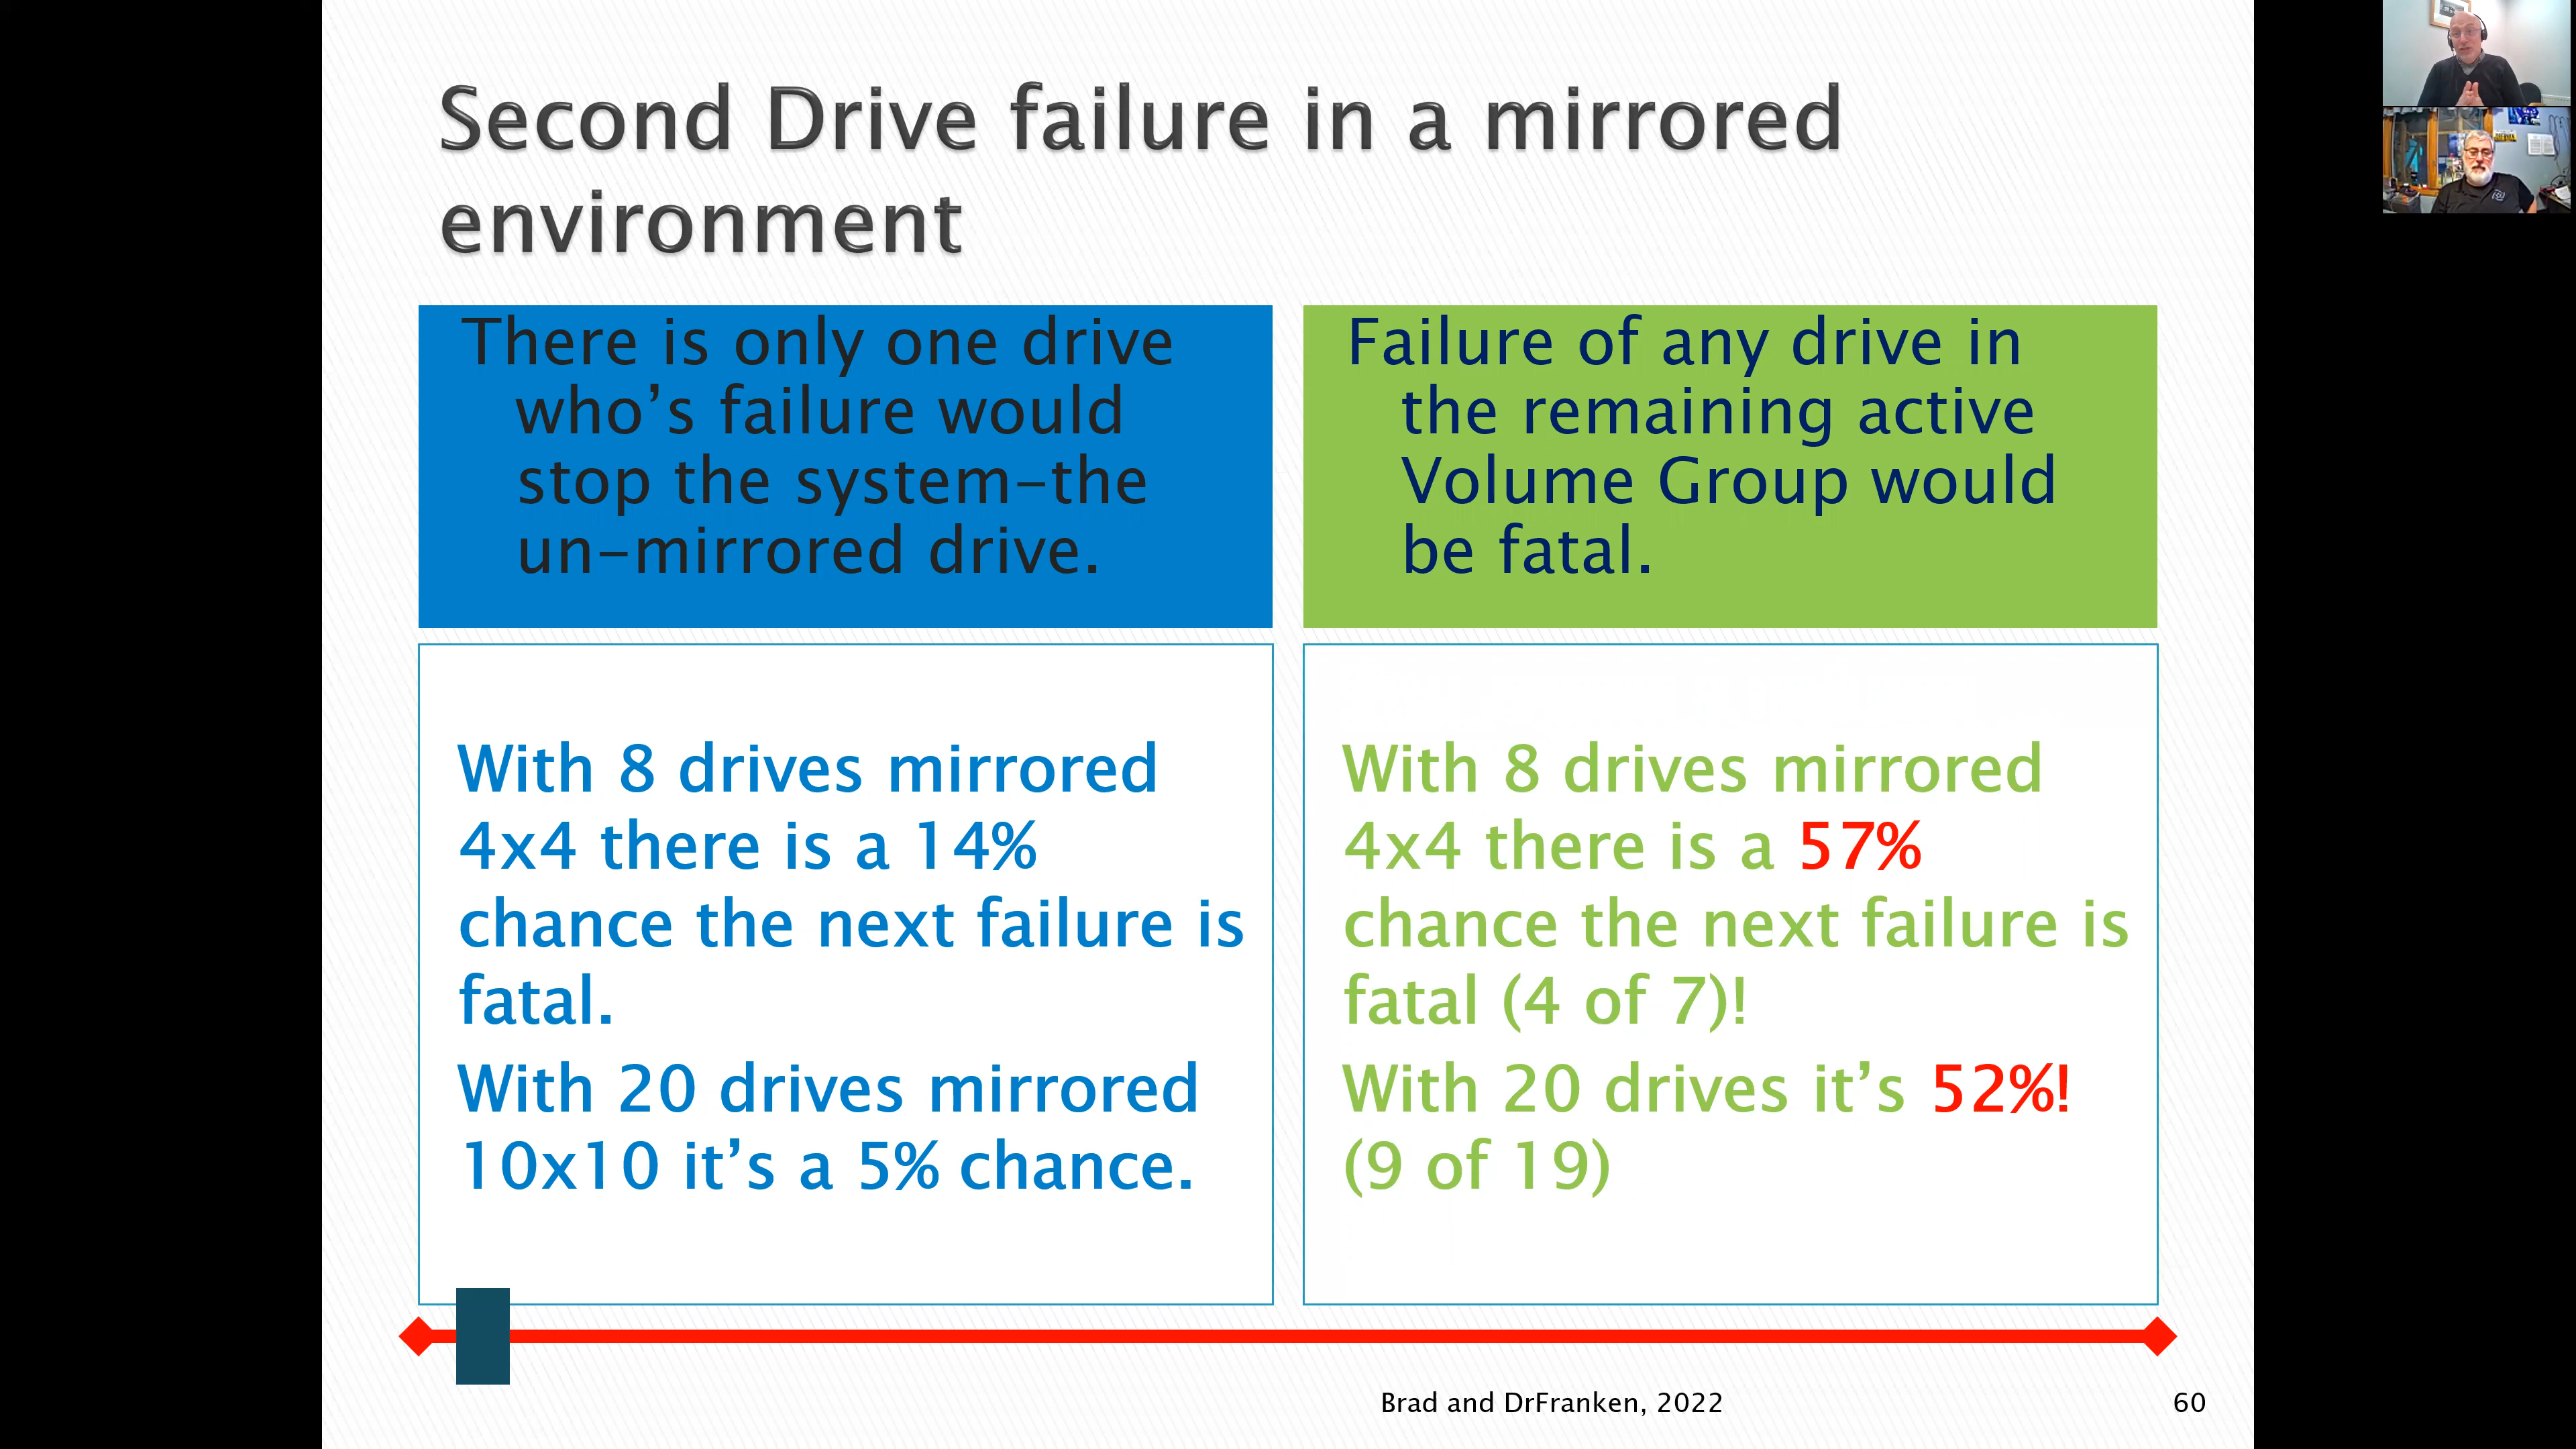 Second Drive failure in a mirrored
environment
There is only one drive
who’s failure would
stop the system-the
un-mirrored drive.
Failure of any drive in
the remaining active
Volume Group would
be fatal.
With 8 drives mirrored
4x4 there is a 14%
chance the next failure is
fatal.
With 20 drives mirrored
10x10 it’s a 5% chance.
With 8 drives mirrored
4x4 there is a 57%
chance the next failure is
fatal (4 of 7)!
With 20 drives it’s 52%!
(9 of 19)
Brad and DrFranken, 2022
60